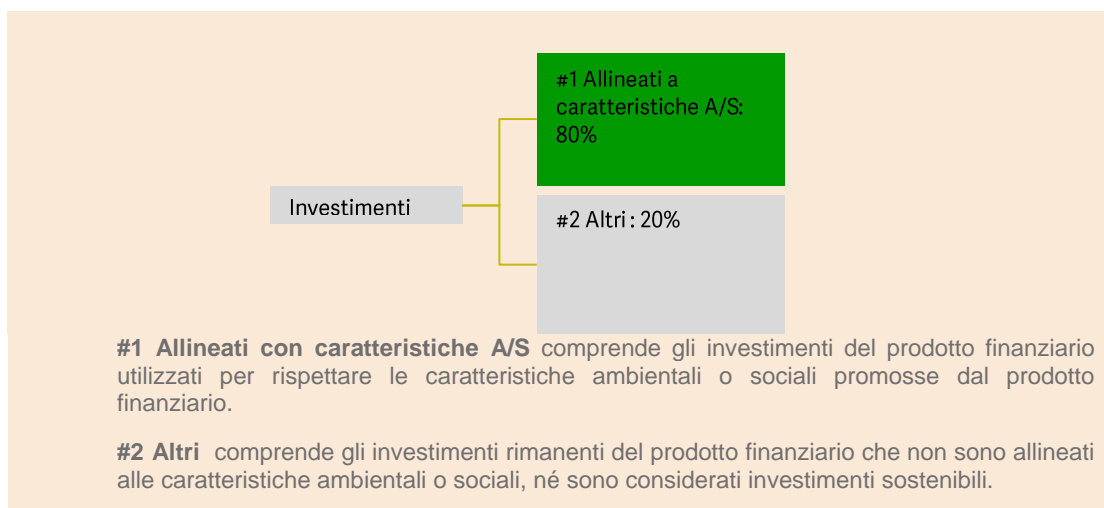 #1 Allineati a
caratteristiche A/S:
80%
Investimenti
#2 Altri: 20%
#1 Allineati con caratteristiche A/S comprende gli investimenti del prodotto finanziario
utilizzati per rispettare le caratteristiche ambientali o sociali promosse dal prodotto
finanziario.
#2 Altri comprende gli investimenti rimanenti del prodotto finanziario che non sono allineati
alle caratteristiche ambientali o sociali, né sono considerati investimenti sostenibili.